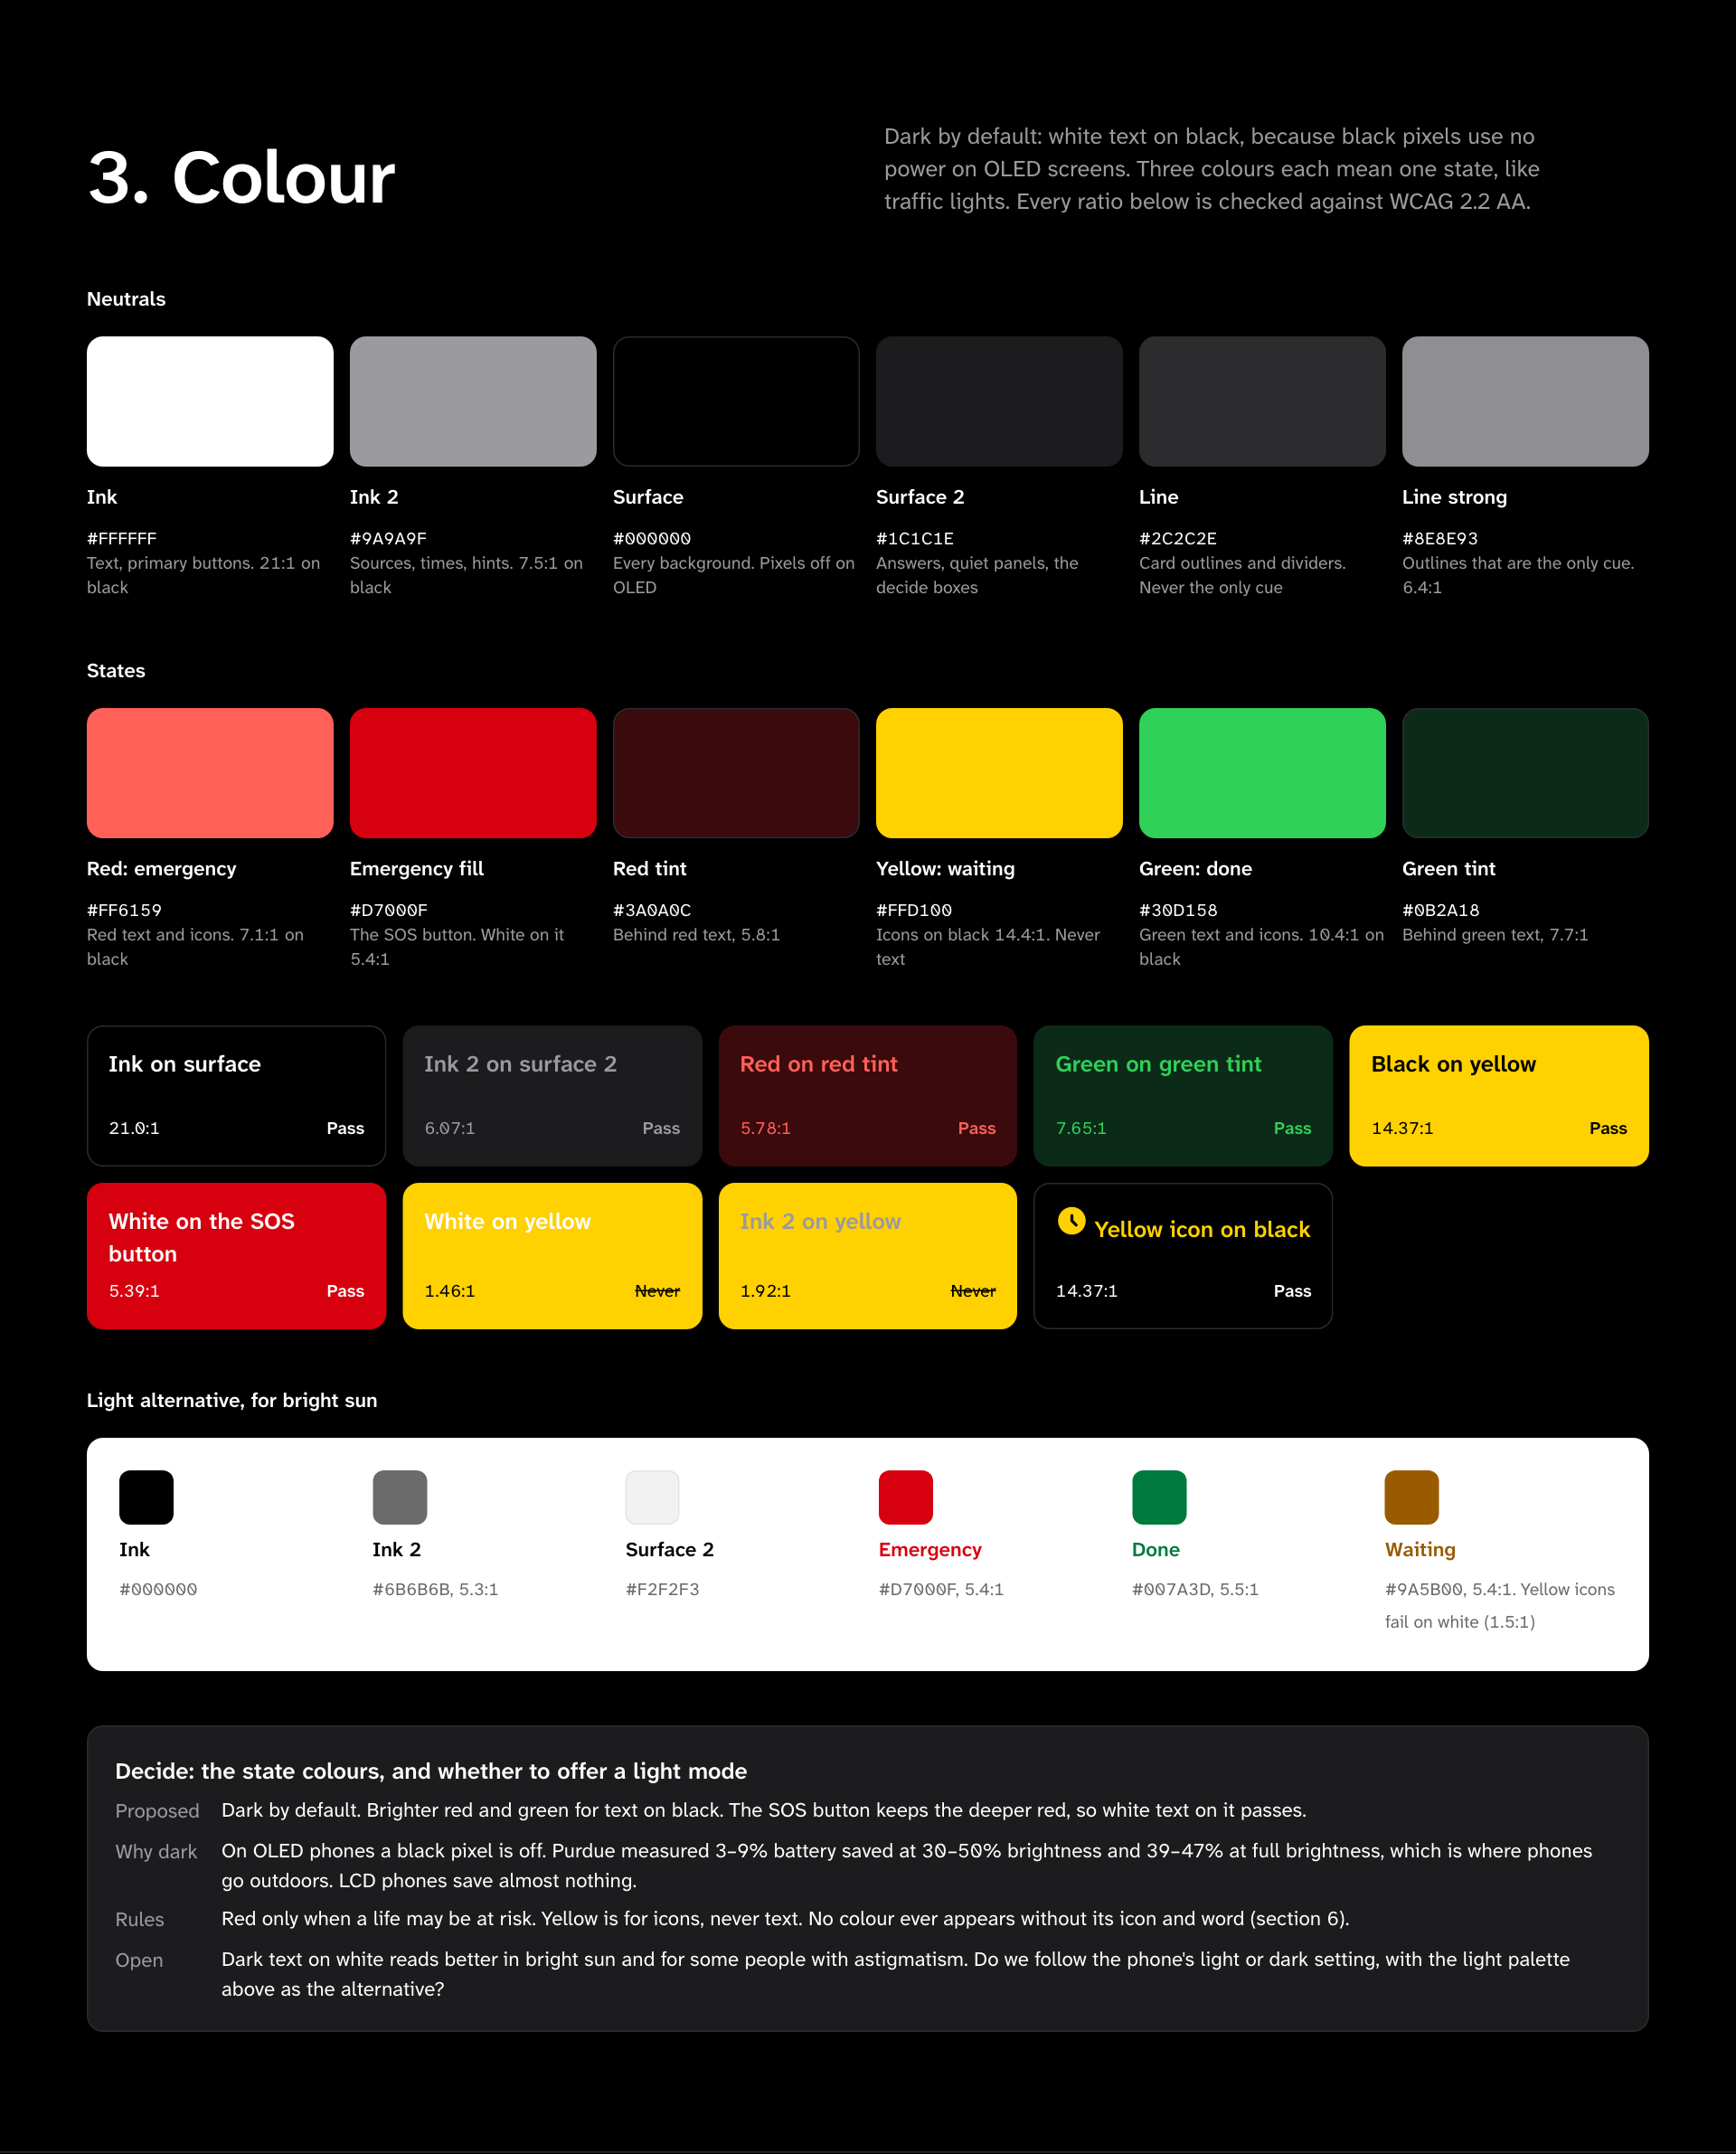 3. Colour
Dark by default: white text on black, because black pixels use no
power on OLED screens. Three colours each mean one state, like
traffic lights. Every ratio below is checked against WCAG 2.2 AA.
Neutrals
Ink
#FFFFFF
Text, primary buttons. 21:1 on
black
Ink 2
#9A9A9F
Sources, times, hints. 7.5:1 on
black
Surface
#000000
Every background. Pixels off on
OLED
Surface 2
#1C1C1E
Answers, quiet panels, the
decide boxes
Line
#2C2C2E
Card outlines and dividers.
Never the only cue
Line strong
#8E8E93
Outlines that are the only cue.
6.4:1
States
Red: emergency
#FF6159
Red text and icons. 7.1:1 on
black
Emergency fill
#D7000F
The SOS button. White on it
5.4:1
Red tint
#3A0A0C
Behind red text, 5.8:1
Yellow: waiting
#FFD100
Icons on black 14.4:1. Never
text
Green: done
#30D158
Green text and icons. 10.4:1 on
black
Green tint
#0B2A18
Behind green text, 7.7:1
Ink on surface
21.0:1 Pass
Ink 2 on surface 2
6.07:1 Pass
Red on red tint
5.78:1 Pass
Green on green tint
7.65:1 Pass
Black on yellow
14.37:1 Pass
White on the SOS
button
5.39:1 Pass
White on yellow
1.46:1 Never
Ink 2 on yellow
1.92:1 Never
Yellow icon on black
14.37:1 Pass
Light alternative, for bright sun
Ink
#000000
Ink 2
#6B6B6B, 5.3:1
Surface 2
#F2F2F3
Emergency
#D7000F, 5.4:1
Done
#007A3D, 5.5:1
Waiting
#9A5B00, 5.4:1. Yellow icons
fail on white (1.5:1)
Decide: the state colours, and whether to offer a light mode
Proposed Dark by default. Brighter red and green for text on black. The SOS button keeps the deeper red, so white text on it passes.
Why dark On OLED phones a black pixel is off. Purdue measured 3–9% battery saved at 30–50% brightness and 39–47% at full brightness, which is where phones
go outdoors. LCD phones save almost nothing.
Rules Red only when a life may be at risk. Yellow is for icons, never text. No colour ever appears without its icon and word (section 6).
Open Dark text on white reads better in bright sun and for some people with astigmatism. Do we follow the phone's light or dark setting, with the light palette
above as the alternative?